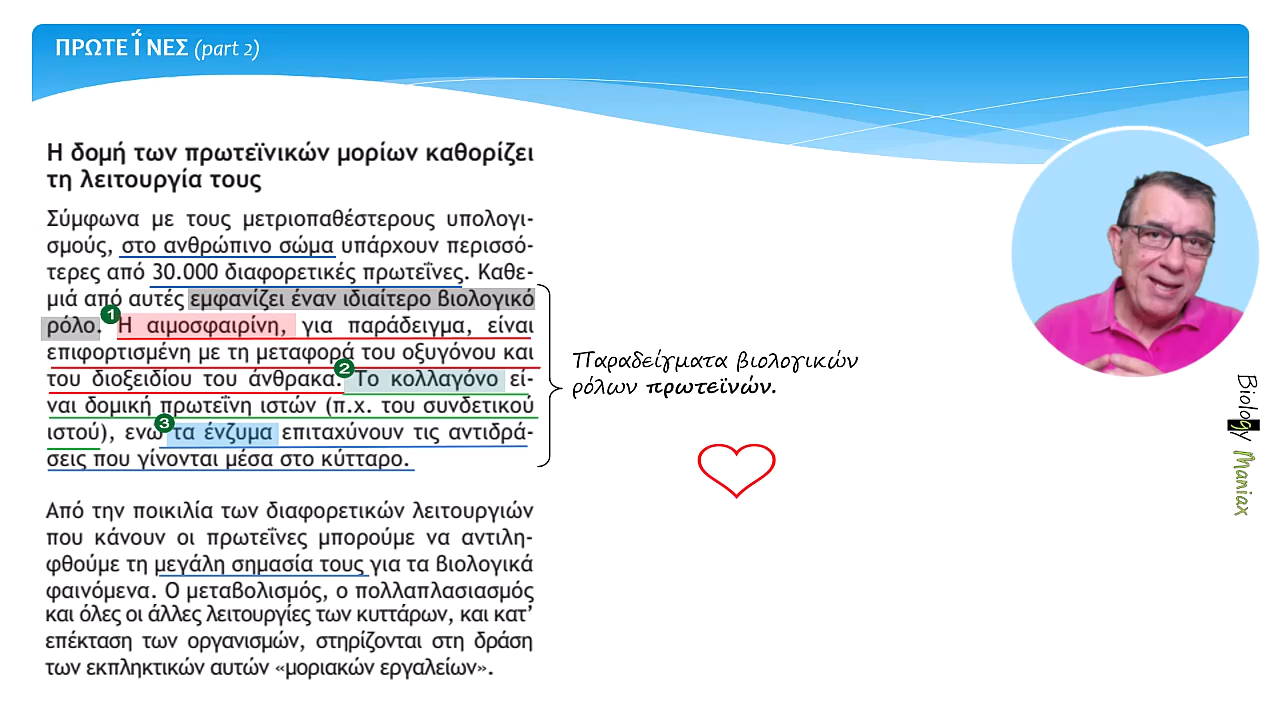 ΠΡΩΤΕΪ́ΝΕΣ (part 2)
Η δομή των πρωτεϊνικών μορίων καθορίζει
τη λειτουργία τους
Σύμφωνα με τους μετριοπαθέστερους υπολογι-
σμούς, στο ανθρώπινο σώμα υπάρχουν περισσό-
τερες από 30.000 διαφορετικές πρωτεΐνες. Καθε-
μιά από αυτές εμφανίζει έναν ιδιαίτερο βιολογικό
ρόλο. 1 Η αιμοσφαιρίνη, για παράδειγμα, είναι
επιφορτισμένη με τη μεταφορά του οξυγόνου και
του διοξειδίου του άνθρακα. 2 Το κολλαγόνο εί-
ναι δομική πρωτεΐνη ιστών (π.χ. του συνδετικού
ιστού), ενώ 3 τα ένζυμα επιταχύνουν τις αντιδρά-
σεις που γίνονται μέσα στο κύτταρο.
Παραδείγματα βιολογικών
ρόλων πρωτεϊνών.
Από την ποικιλία των διαφορετικών λειτουργιών
που κάνουν οι πρωτεΐνες μπορούμε να αντιλη-
φθούμε τη μεγάλη σημασία τους για τα βιολογικά
φαινόμενα. Ο μεταβολισμός, ο πολλαπλασιασμός
και όλες οι άλλες λειτουργίες των κυττάρων, και κατ’
επέκταση των οργανισμών, στηρίζονται στη δράση
των εκπληκτικών αυτών «μοριακών εργαλείων».
Biology Maniax